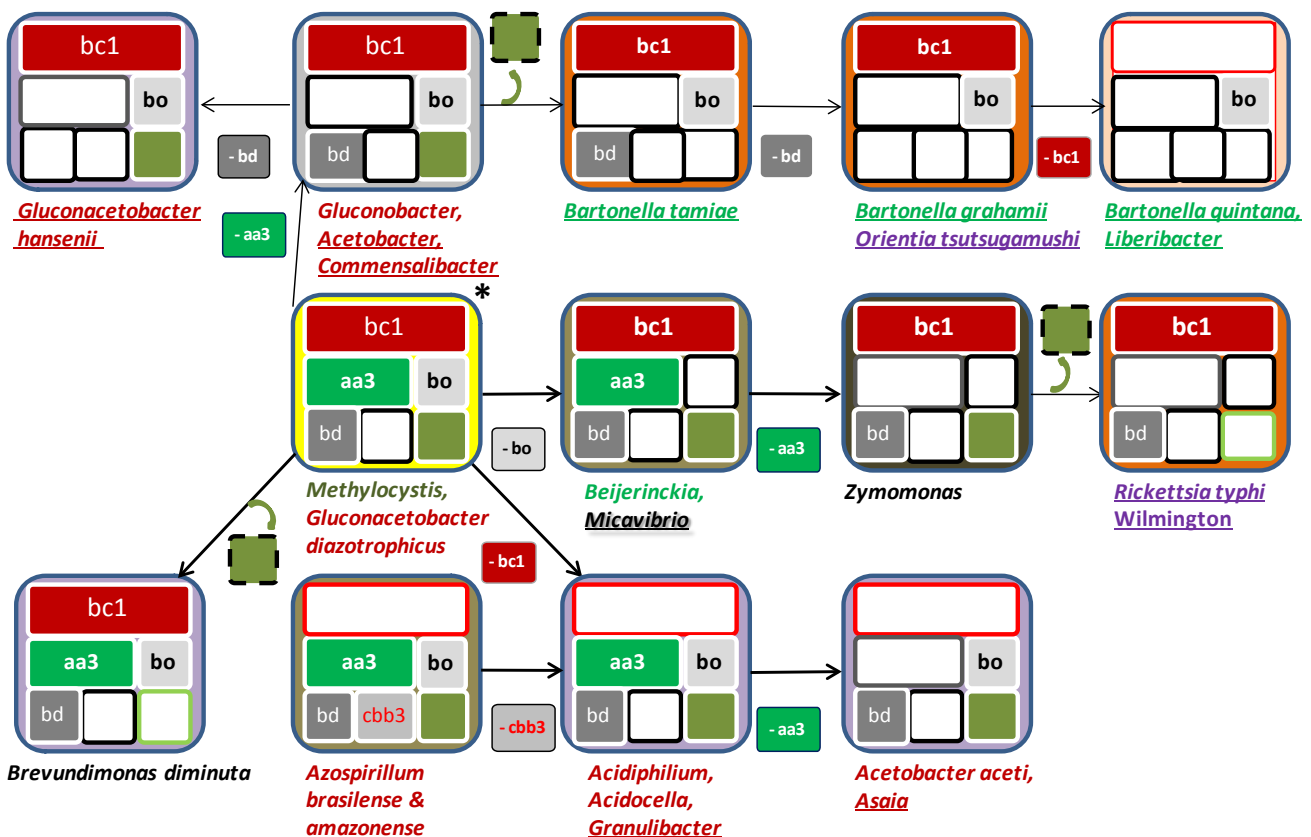 bc1
bo
- bd
Gluconacetobacter
hansenii
bc1
bo
bd
- aa3
Gluconobacter,
Acetobacter,
Commensalibacter
bc1
bo
bd
- bd
Bartonella tamiae
bc1
bo
- bc1
Bartonella grahamii
Orientia tsutsugamushi
bo
Bartonella quintana,
Liberibacter
*
bc1
aa3
bo
bd
- bo
Methylocystis,
Gluconacetobacter
diazotrophicus
bc1
aa3
bd
- aa3
Beijerinckia,
Micavibrio
bc1
bd
Zymomonas
bc1
bd
Rickettsia typhi
Wilmington
- bc1
bc1
aa3
bo
bd
Brevundimonas diminuta
aa3
bo
bd
cbb3
- cbb3
Azospirillum
brasilense &
amazonense
aa3
bo
bd
- aa3
Acidiphilium,
Acidocella,
Granulibacter
bo
bd
Acetobacter aceti,
Asaia